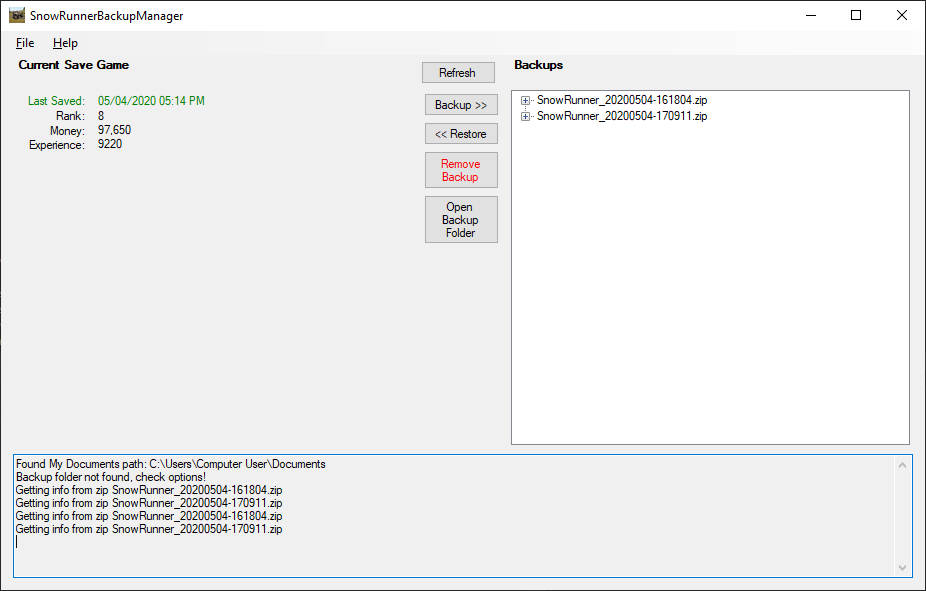 SnowRunnerBackupManager
File Help
Current Save Game
Last Saved: 05/04/2020 05:14 PM
Rank: 8
Money: 97,650
Experience: 9220
Refresh
Backup >>
<< Restore
Remove
Backup
Open
Backup
Folder
Backups
SnowRunner_20200504-161804.zip
SnowRunner_20200504-170911.zip
Found My Documents path: C:\Users\Computer User\Documents
Backup folder not found, check options!
Getting info from zip SnowRunner_20200504-161804.zip
Getting info from zip SnowRunner_20200504-170911.zip
Getting info from zip SnowRunner_20200504-161804.zip
Getting info from zip SnowRunner_20200504-170911.zip